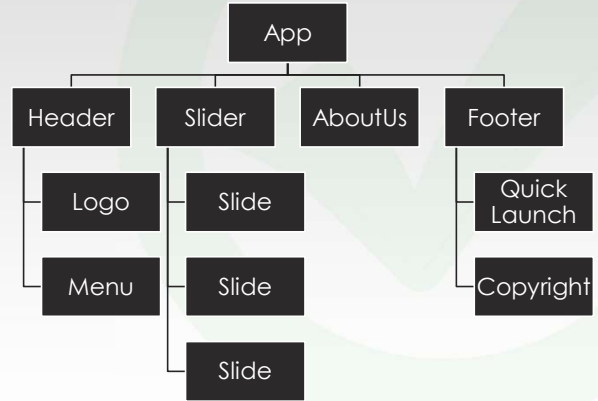 App
Header
Slider
AboutUs
Footer
Logo
Slide
Quick
Launch
Menu
Slide
Copyright
Slide